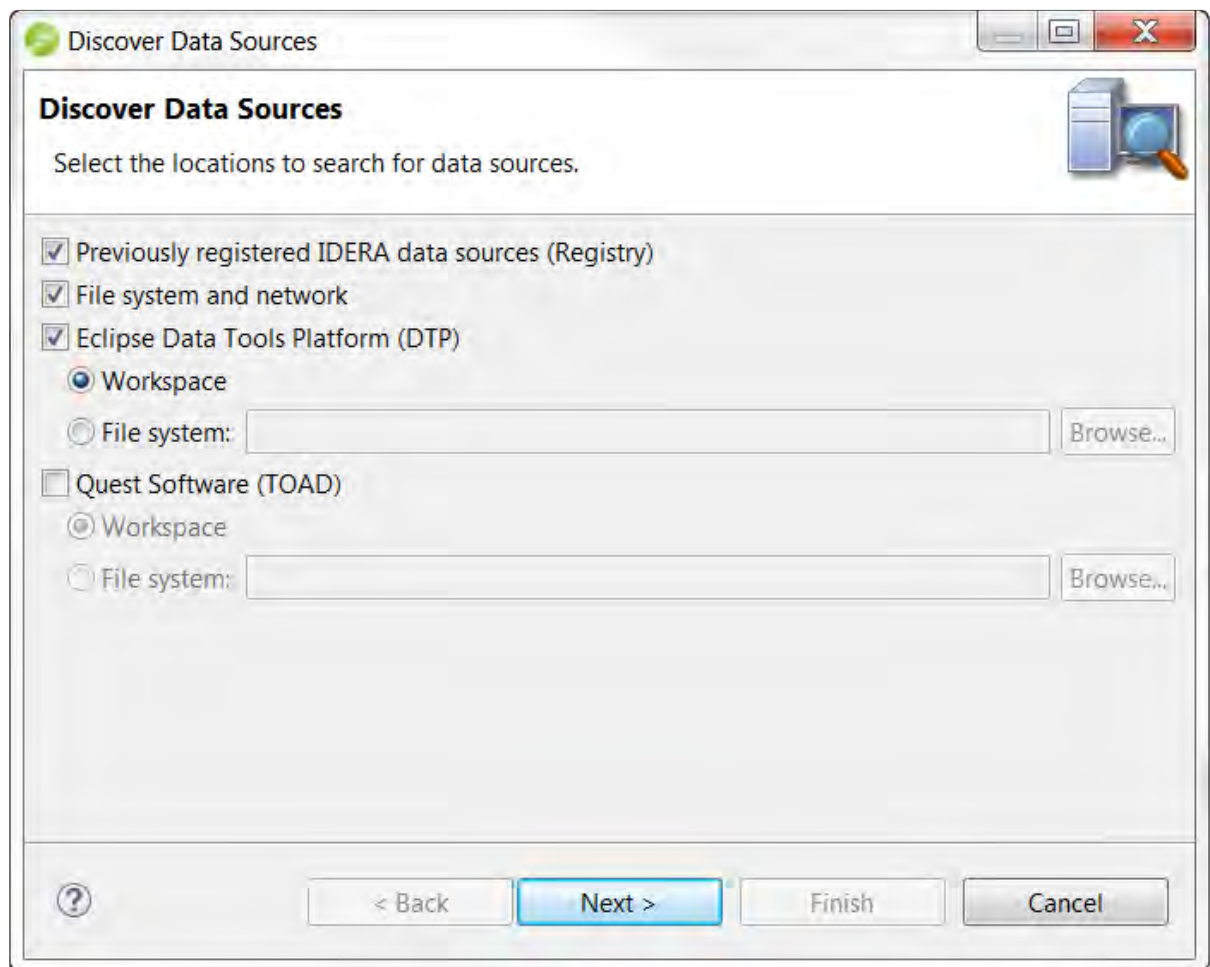 Discover Data Sources
Discover Data Sources
Select the locations to search for data sources.
Previously registered IDERA data sources (Registry)
File system and network
Eclipse Data Tools Platform (DTP)
Workspace
File system: Browse...
Quest Software (TOAD)
Workspace
File system: Browse...
? < Back Next > Finish Cancel